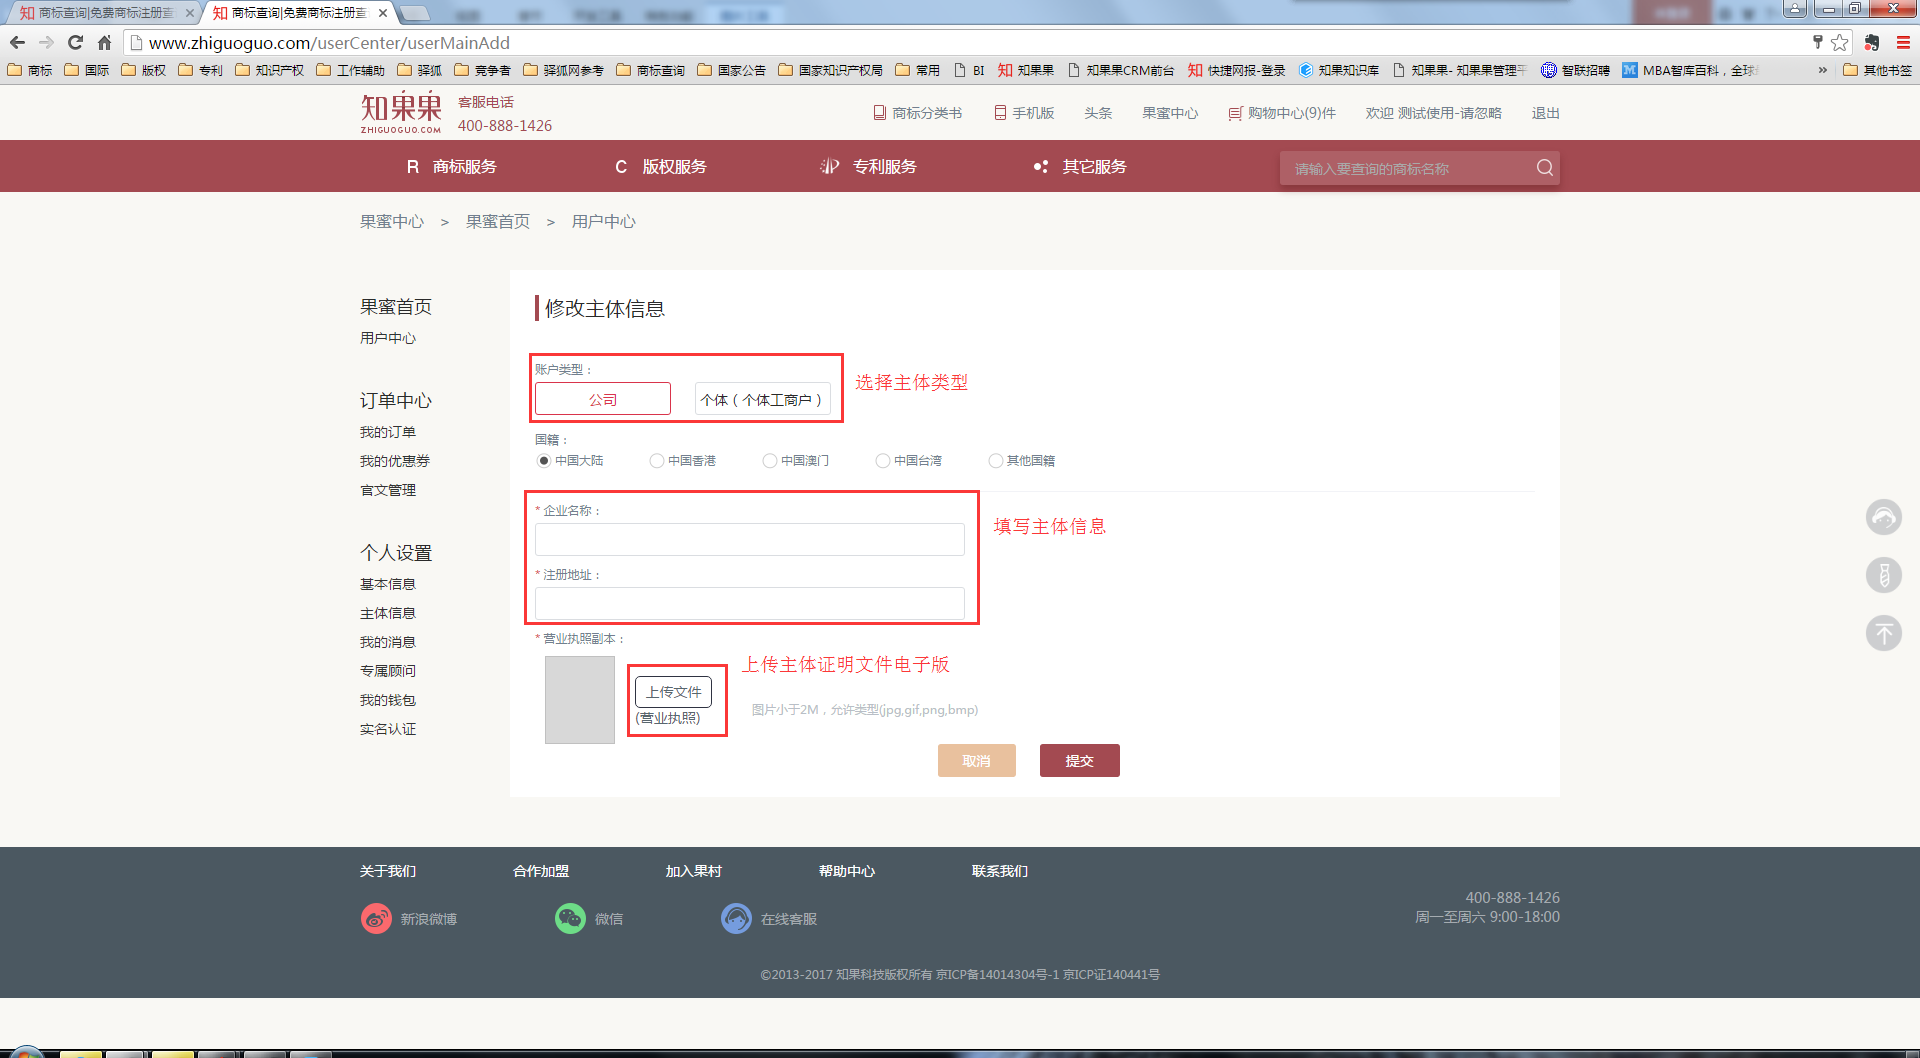 知 商标查询|免费商标注册查
知 商标查询|免费商标注册查
www.zhiguoguo.com/userCenter/userMainAdd
商标 国际 版权 专利 知识产权 工作辅助 驿狐 竞争者 驿狐网参考 商标查询 国家公告 国家知识产权局 常用 BI 知 知果果 知果果CRM前台 知 快捷网报-登录 知果知识库 知果果- 知果果管理平 智联招聘 M MBA智库百科，全球 » 其他书签
知果果
ZHIGUOGUO.COM
客服电话
400-888-1426
商标分类书 手机版 头条 果蜜中心 购物中心(9)件 欢迎 测试使用-请忽略 退出
R 商标服务 C 版权服务 专利服务 其它服务 请输入要查询的商标名称
果蜜中心 > 果蜜首页 > 用户中心
果蜜首页
用户中心
订单中心
我的订单
我的优惠券
官文管理
个人设置
基本信息
主体信息
我的消息
专属顾问
我的钱包
实名认证
修改主体信息
账户类型：
公司 个体（个体工商户）
选择主体类型
国籍：
中国大陆 中国香港 中国澳门 中国台湾 其他国籍
* 企业名称：
填写主体信息
* 注册地址：
* 营业执照副本：
上传主体证明文件电子版
上传文件
(营业执照)
图片小于2M，允许类型(jpg,gif,png,bmp)
取消 提交
关于我们 合作加盟 加入果村 帮助中心 联系我们
新浪微博 微信 在线客服
400-888-1426
周一至周六 9:00-18:00
©2013-2017 知果科技版权所有 京ICP备14014304号-1 京ICP证140441号